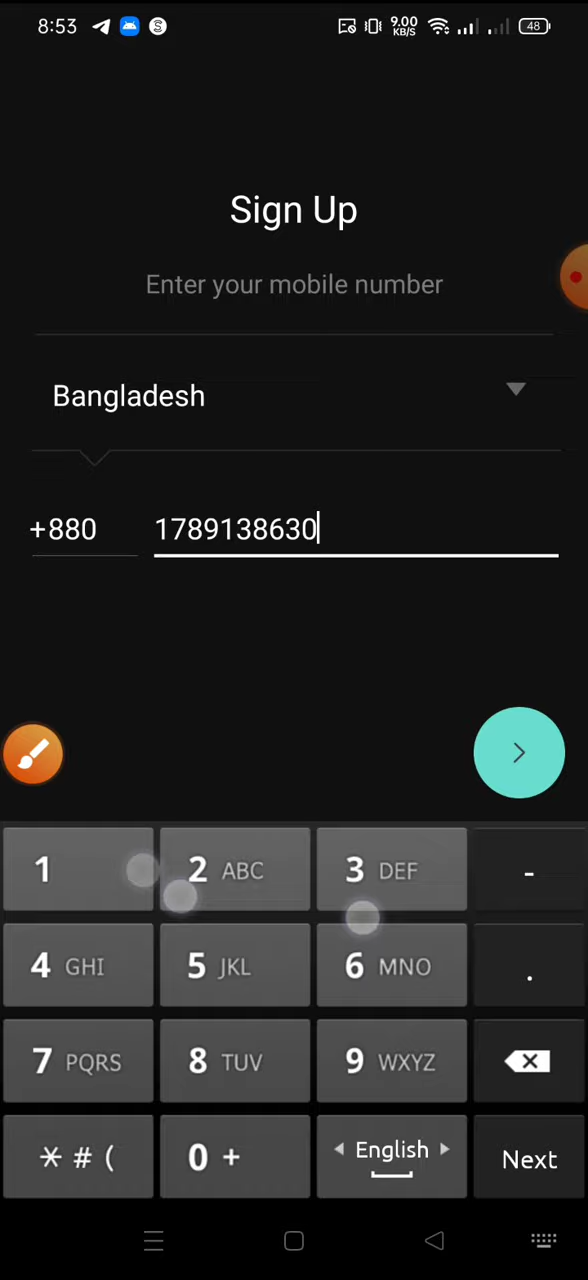 8:53 S 9.00 KB/S 48
Sign Up
Enter your mobile number
Bangladesh
+880 1789138630
1 2 ABC 3 DEF -
4 GHI 5 JKL 6 MNO .
7 PQRS 8 TUV 9 WXYZ
* # ( 0 + English Next